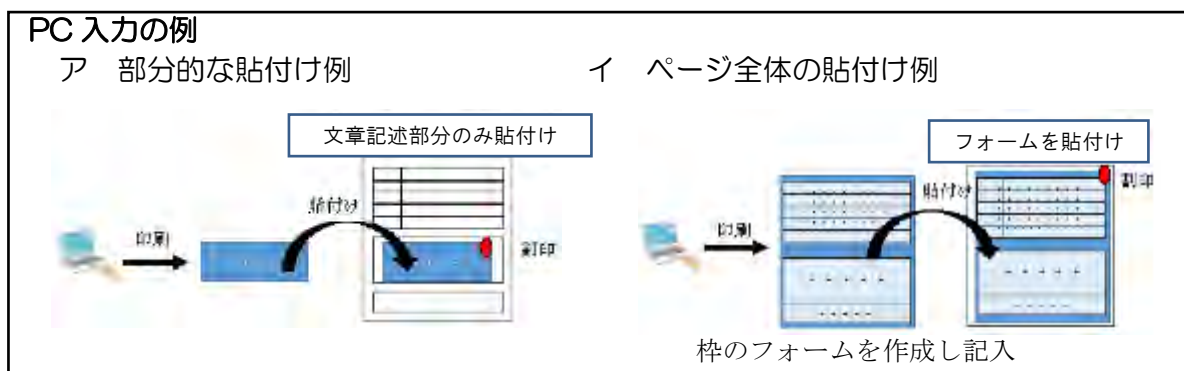 PC 入力の例
ア 部分的な貼付け例
イ ページ全体の貼付け例
文章記述部分のみ貼付け
フォームを貼付け
貼付け
印刷
割印
貼付け
印刷
割印
枠のフォームを作成し記入